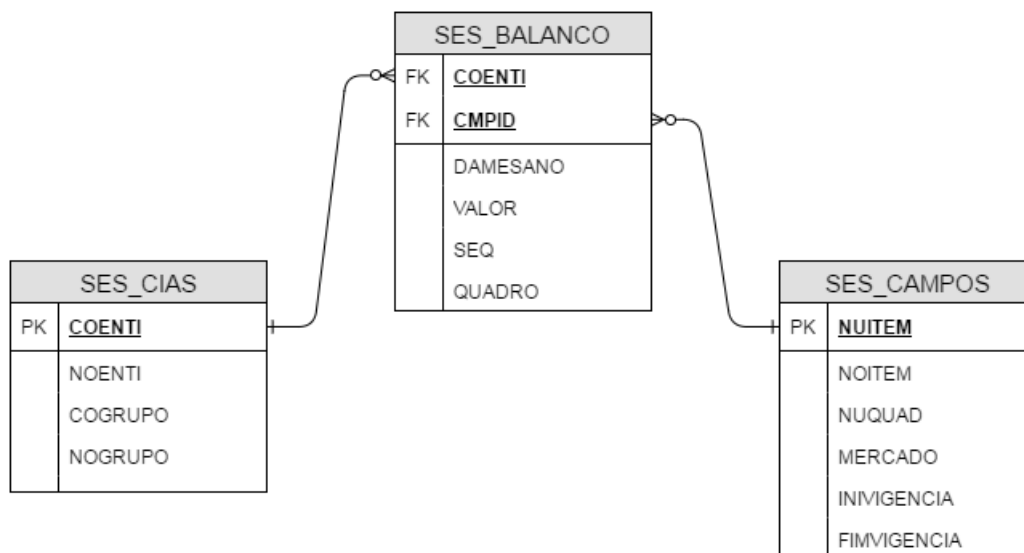 SES_BALANCO
FK COENTI
FK CMPID
DAMESANO
VALOR
SEQ
QUADRO
SES_CIAS
PK COENTI
NOENTI
COGRUPO
NOGRUPO
SES_CAMPOS
PK NUITEM
NOITEM
NUQUAD
MERCADO
INIVIGENCIA
FIMVIGENCIA